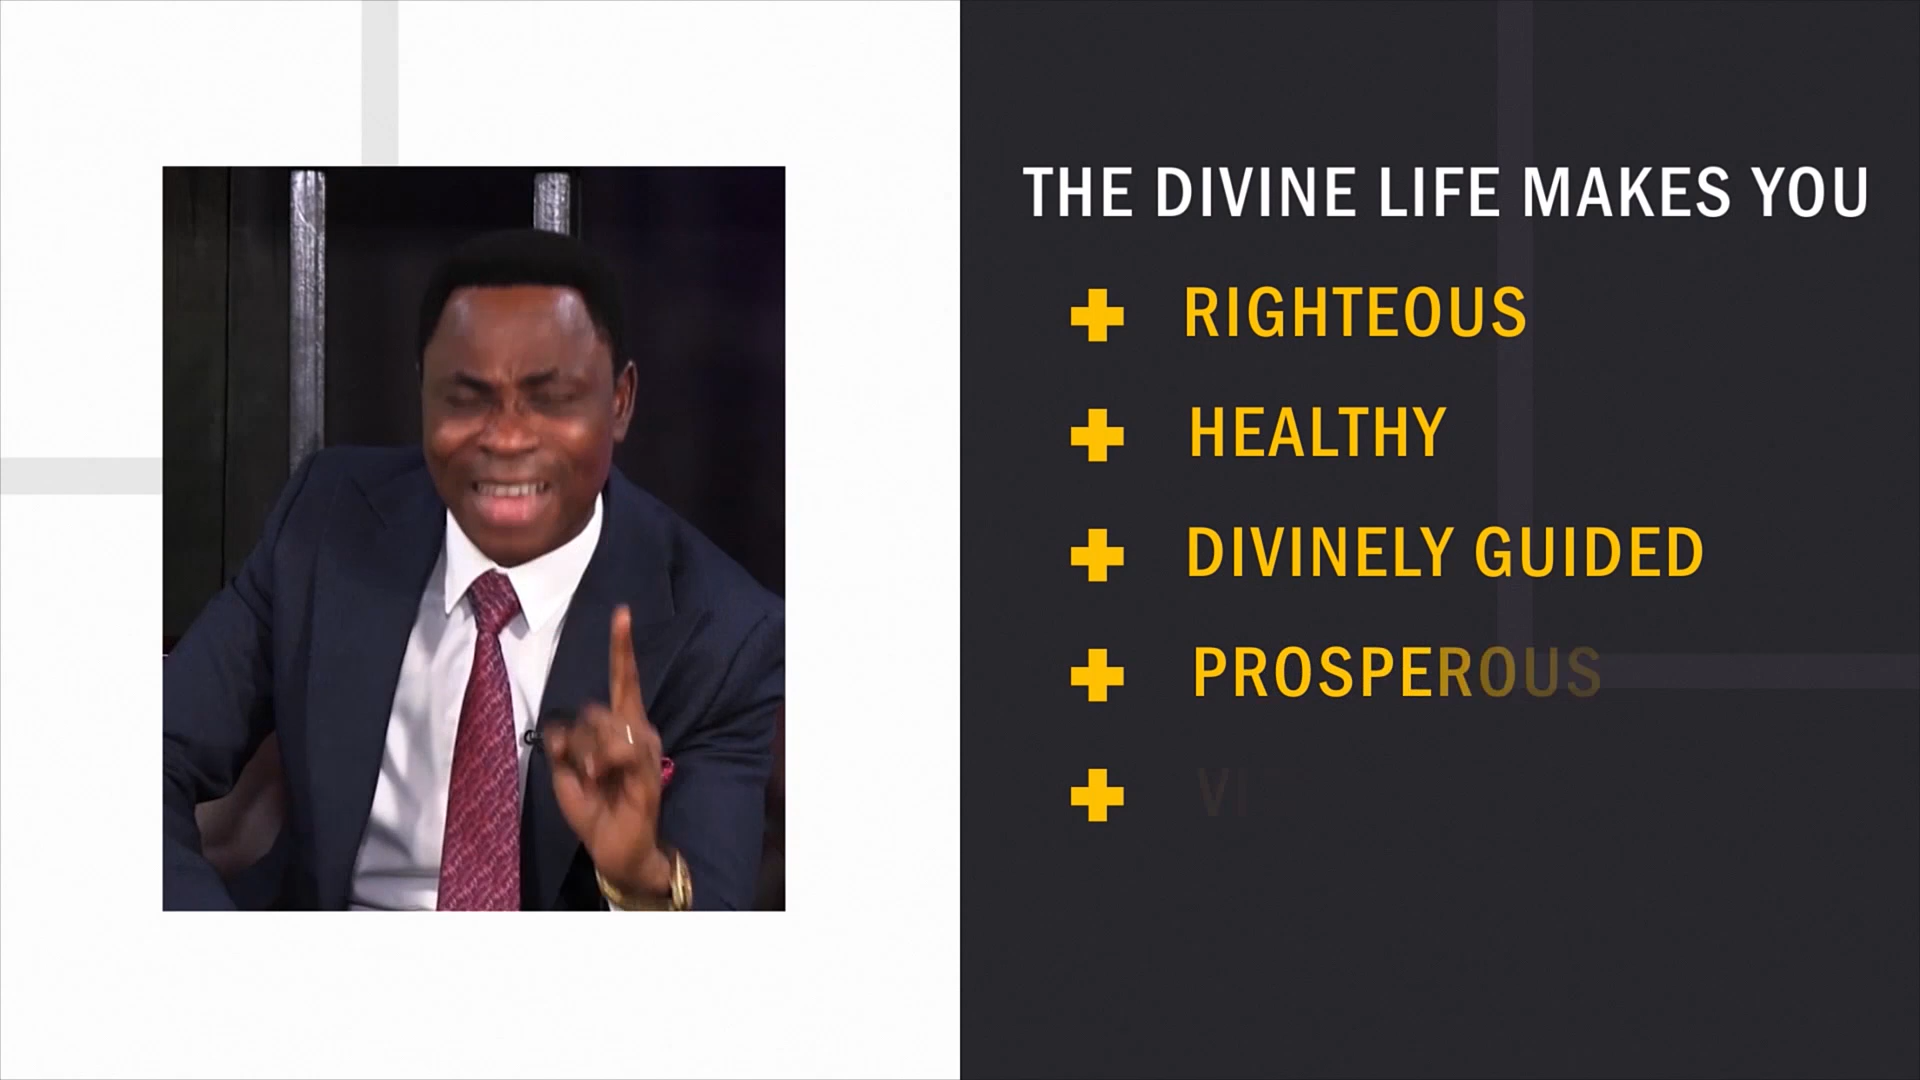 THE DIVINE LIFE MAKES YOU
RIGHTEOUS
HEALTHY
DIVINELY GUIDED
PROSPEROUS